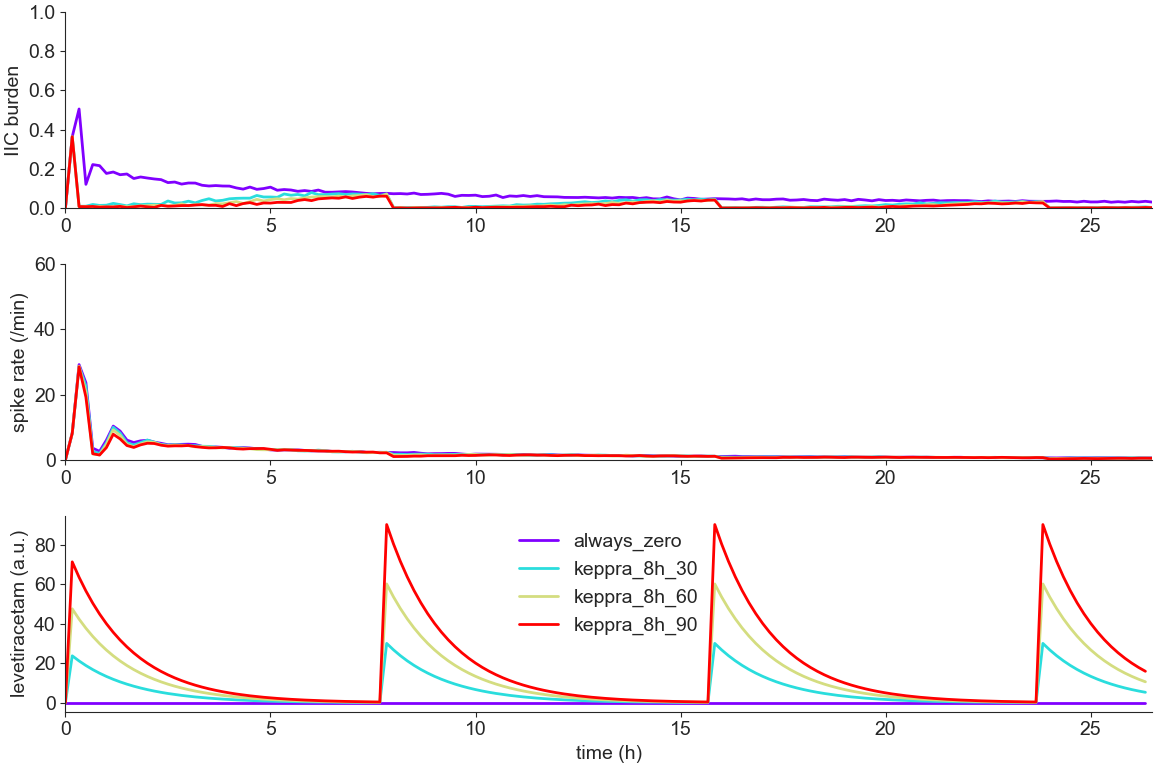 1.0
0.8
0.6
0.4
0.2
0.0
IIC burden
0 5 10 15 20 25
60
40
20
0
spike rate (/min)
0 5 10 15 20 25
80
60
40
20
0
levetiracetam (a.u.)
always_zero
keppra_8h_30
keppra_8h_60
keppra_8h_90
0 5 10 15 20 25
time (h)